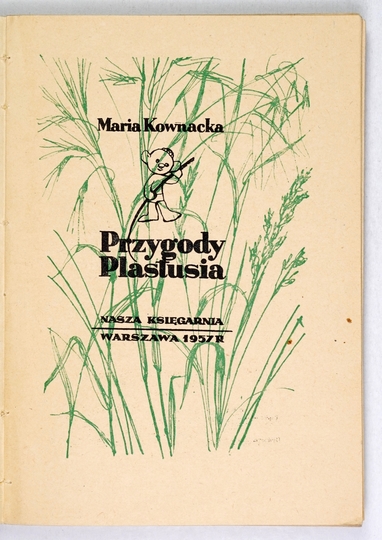 Maria Kownacka
Przygody
Plastusia
NASZA KSIĘGARNIA
WARSZAWA 1957 R